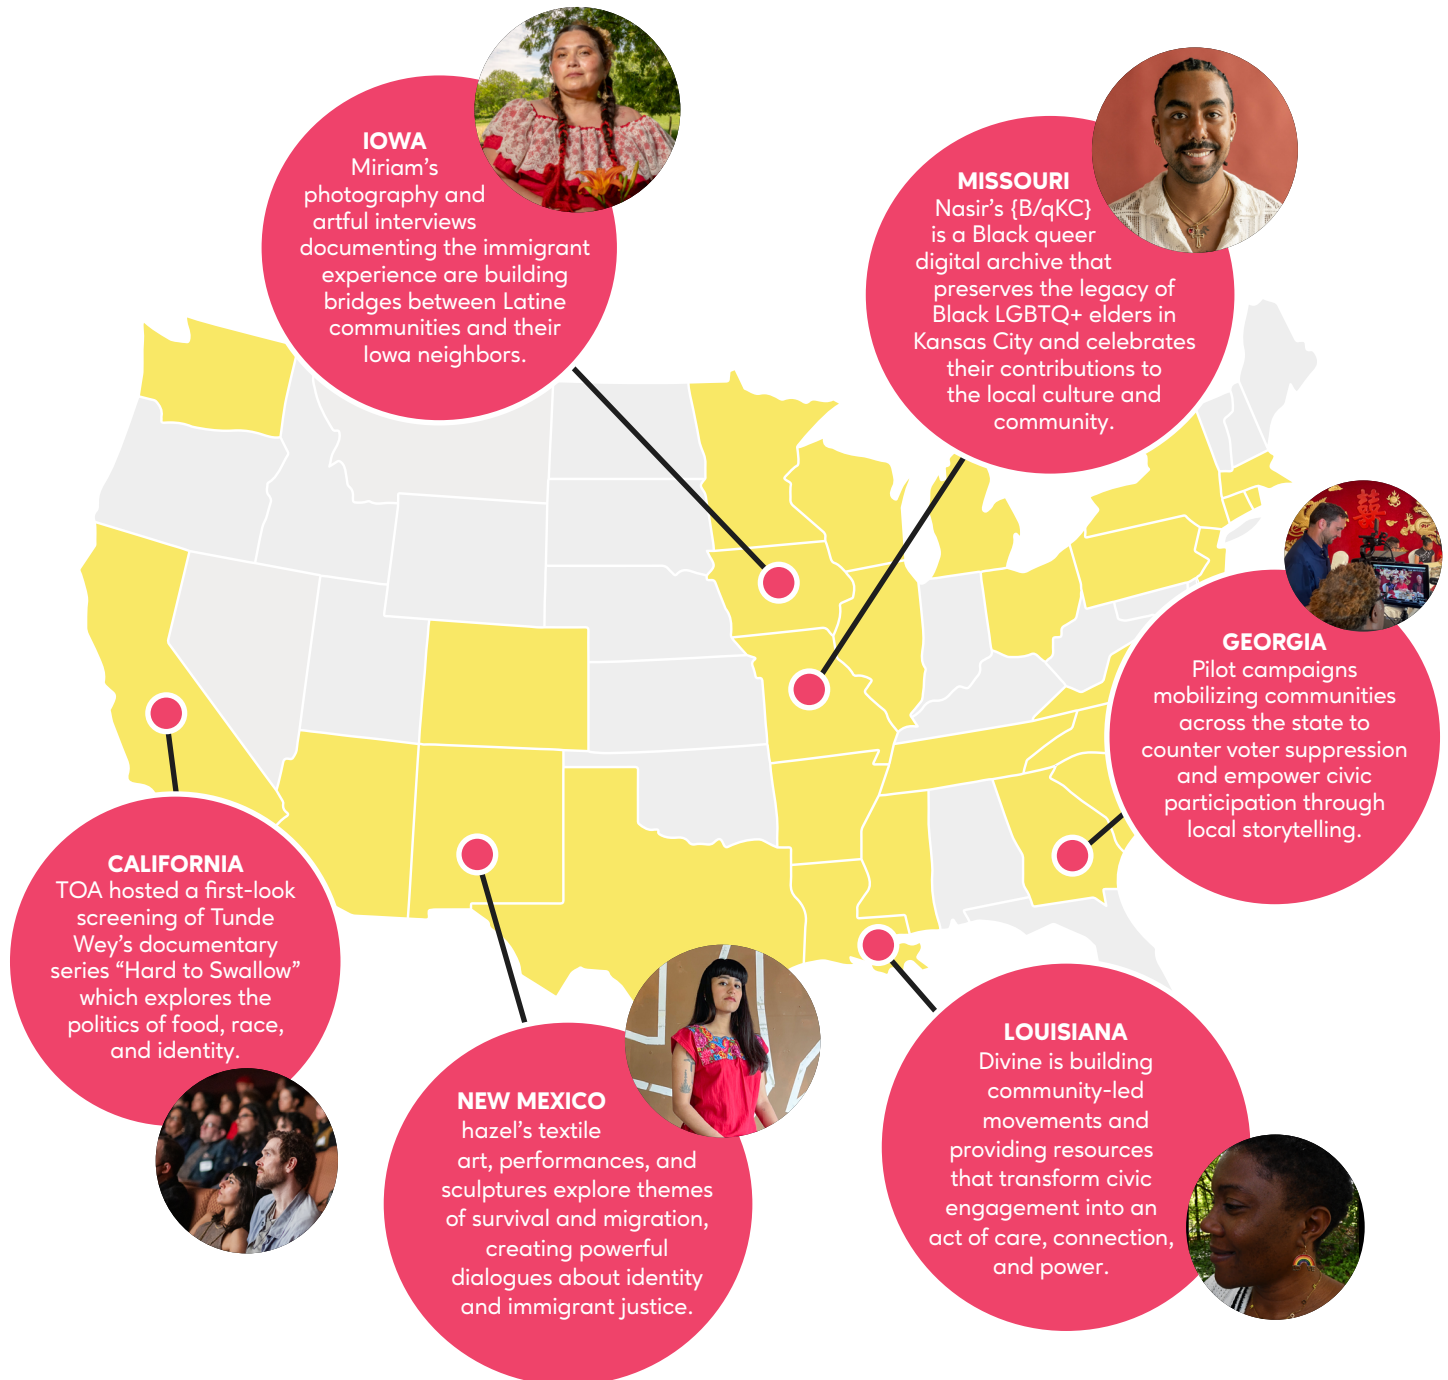 IOWA
Miriam’s
photography and
artful interviews
documenting the immigrant
experience are building
bridges between Latine
communities and their
Iowa neighbors.
MISSOURI
Nasir’s {B/qKC}
is a Black queer
digital archive that
preserves the legacy of
Black LGBTQ+ elders in
Kansas City and celebrates
their contributions to
the local culture and
community.
囍
GEORGIA
Pilot campaigns
mobilizing communities
across the state to
counter voter suppression
and empower civic
participation through
local storytelling.
CALIFORNIA
TOA hosted a first-look
screening of Tunde
Wey’s documentary
series “Hard to Swallow”
which explores the
politics of food, race,
and identity.
NEW MEXICO
hazel’s textile
art, performances, and
sculptures explore themes
of survival and migration,
creating powerful
dialogues about identity
and immigrant justice.
LOUISIANA
Divine is building
community-led
movements and
providing resources
that transform civic
engagement into an
act of care, connection,
and power.